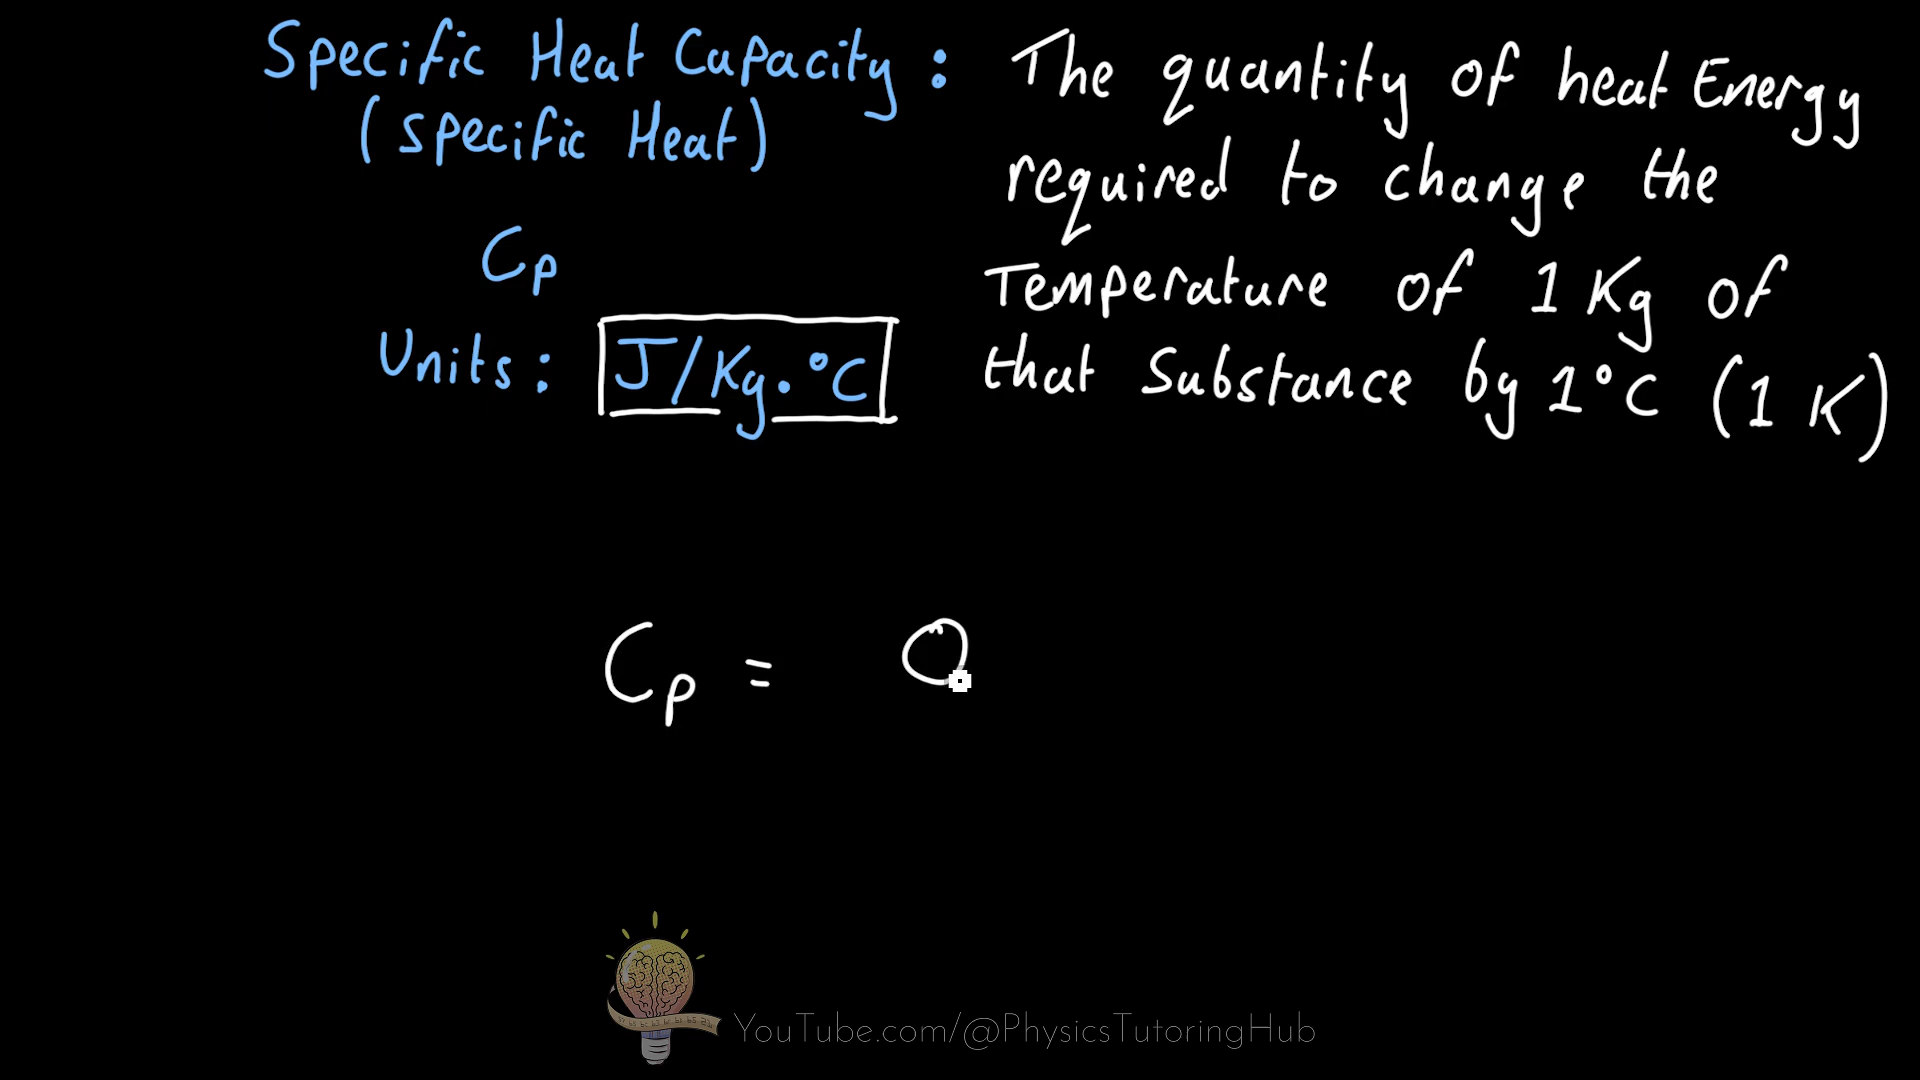 Specific Heat Capacity :
(specific Heat)
Cp
Units : J/Kg.°C
The quantity of heat Energy
required to change the
Temperature of 1 Kg of
that Substance by 1°C (1 K)
Cp =
YouTube.com/@PhysicsTutoringHub